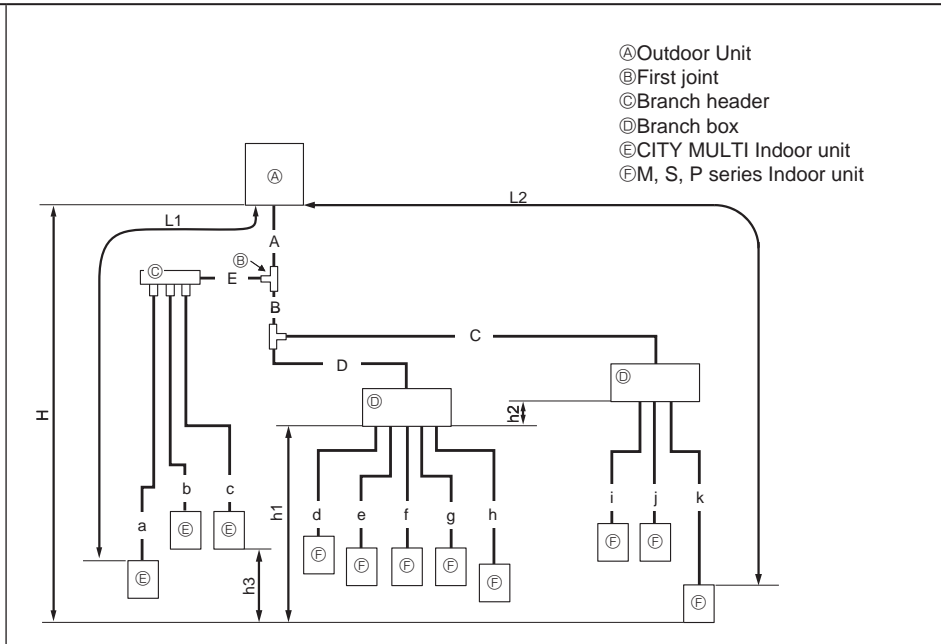 ⒶOutdoor Unit
ⒷFirst joint
ⒸBranch header
ⒹBranch box
ⒺCITY MULTI Indoor unit
ⒻM, S, P series Indoor unit
Ⓐ
L1
L2
A
Ⓑ
Ⓒ
E
B
C
D
Ⓓ
Ⓓ
H
h2
h1
a
b
c
d
e
f
g
h
i
j
k
Ⓔ
Ⓔ
Ⓔ
h3
Ⓕ
Ⓕ
Ⓕ
Ⓕ
Ⓕ
Ⓕ
Ⓕ
Ⓕ